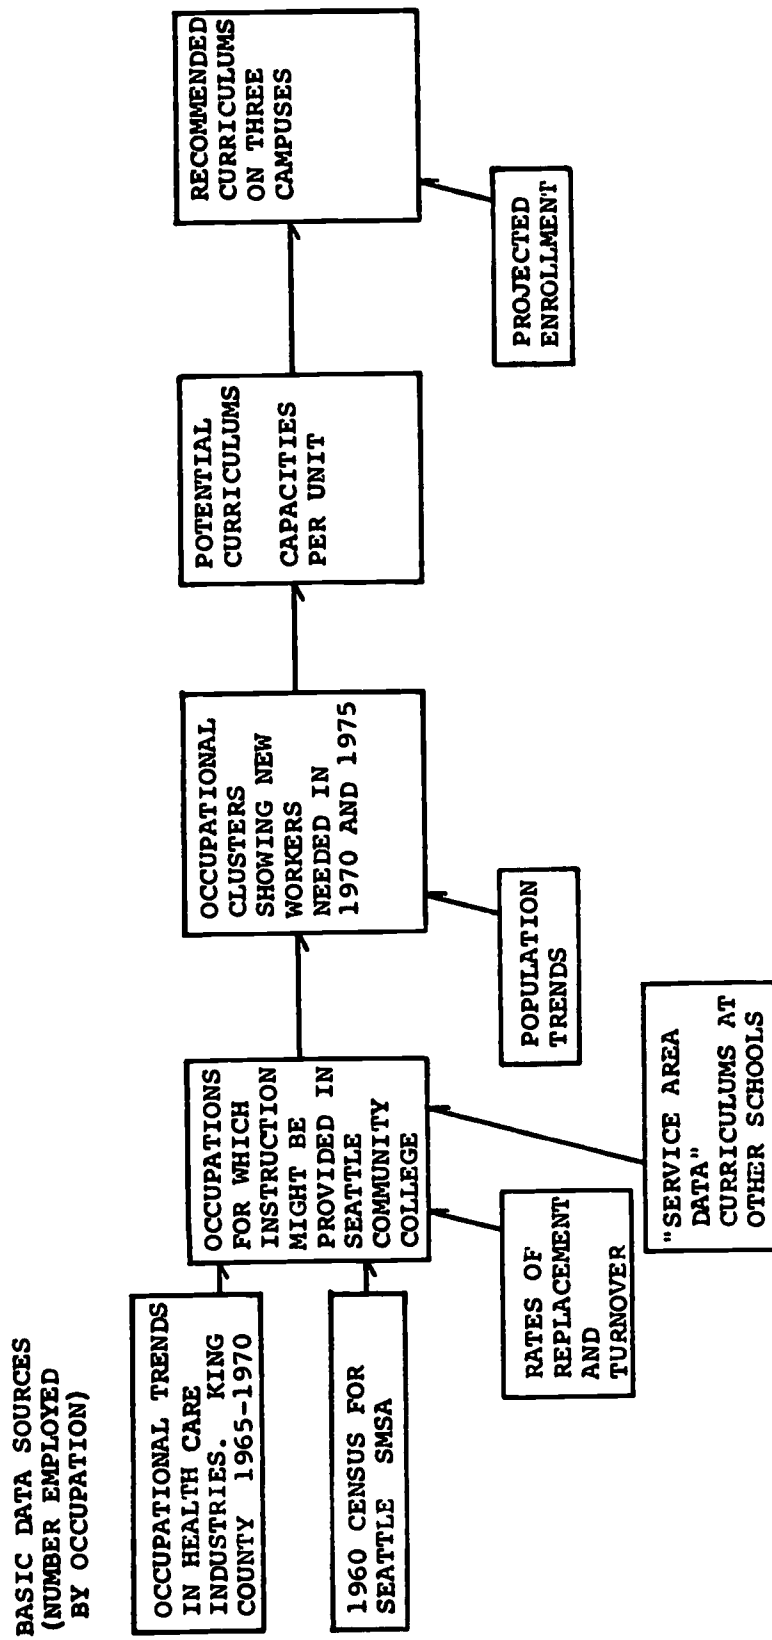 BASIC DATA SOURCES
(NUMBER EMPLOYED
BY OCCUPATION)
OCCUPATIONAL TRENDS
IN HEALTH CARE
INDUSTRIES. KING
COUNTY 1965-1970
1960 CENSUS FOR
SEATTLE SMSA
OCCUPATIONS
FOR WHICH
INSTRUCTION
MIGHT BE
PROVIDED IN
SEATTLE
COMMUNITY
COLLEGE
RATES OF
REPLACEMENT
AND
TURNOVER
"SERVICE AREA
DATA"
CURRICULUMS AT
OTHER SCHOOLS
OCCUPATIONAL
CLUSTERS
SHOWING NEW
WORKERS
NEEDED IN
1970 AND 1975
POPULATION
TRENDS
POTENTIAL
CURRICULUMS
CAPACITIES
PER UNIT
RECOMMENDED
CURRICULUMS
ON THREE
CAMPUSES
PROJECTED
ENROLLMENT